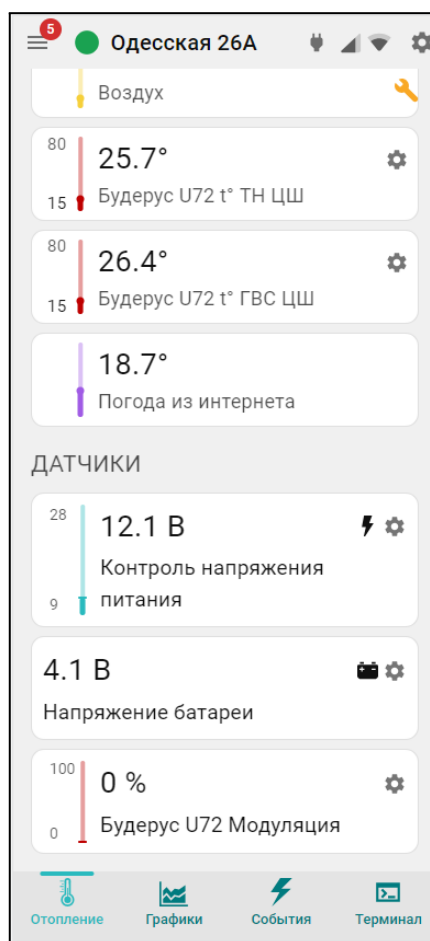 5
Одесская 26А
Воздух
80
25.7°
15
Будерус U72 t° ТН ЦШ
80
26.4°
15
Будерус U72 t° ГВС ЦШ
18.7°
Погода из интернета
ДАТЧИКИ
28
12.1 В
Контроль напряжения
9
питания
4.1 В
Напряжение батареи
100
0 %
0
Будерус U72 Модуляция
Отопление
Графики
События
Терминал